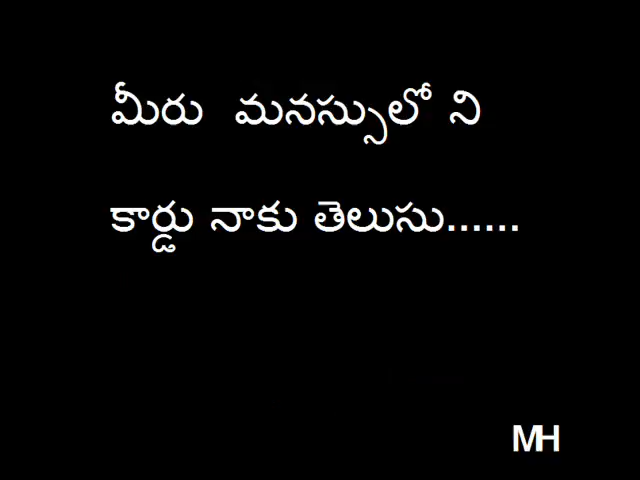 మీరు మనస్సులో ని
కార్డు నాకు తెలుసు......
MH